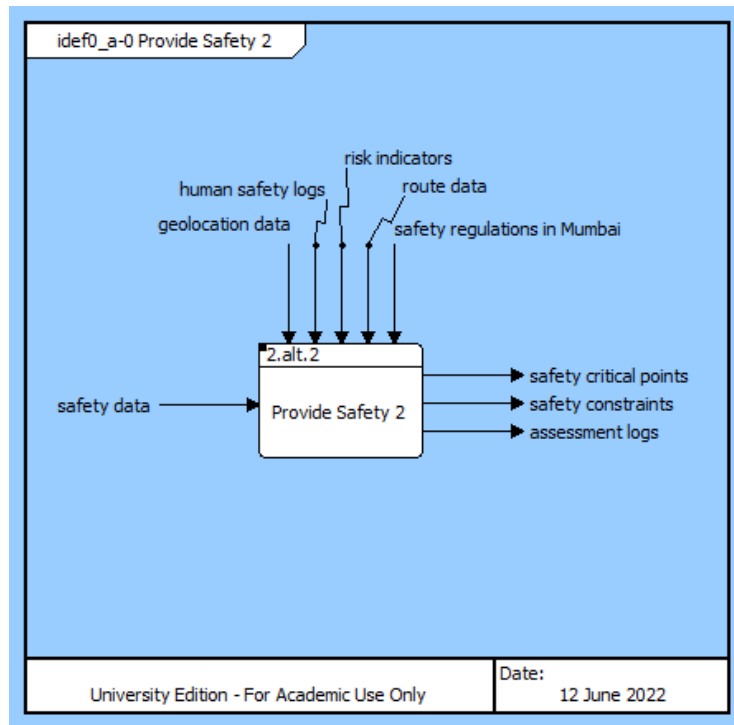 idef0_a-0 Provide Safety 2
risk indicators
human safety logs
route data
geolocation data
safety regulations in Mumbai
2.alt.2
safety critical points
safety data
Provide Safety 2
safety constraints
assessment logs
University Edition - For Academic Use Only
Date:
12 June 2022